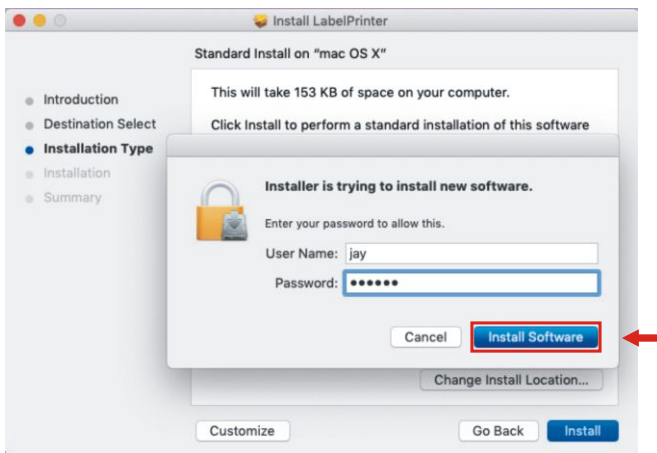 Install LabelPrinter
Standard Install on “mac OS X”
Introduction
Destination Select
Installation Type
Installation
Summary
This will take 153 KB of space on your computer.
Click Install to perform a standard installation of this software
Installer is trying to install new software.
Enter your password to allow this.
User Name: jay
Password: ••••••
Cancel
Install Software
Change Install Location...
Customize
Go Back
Install